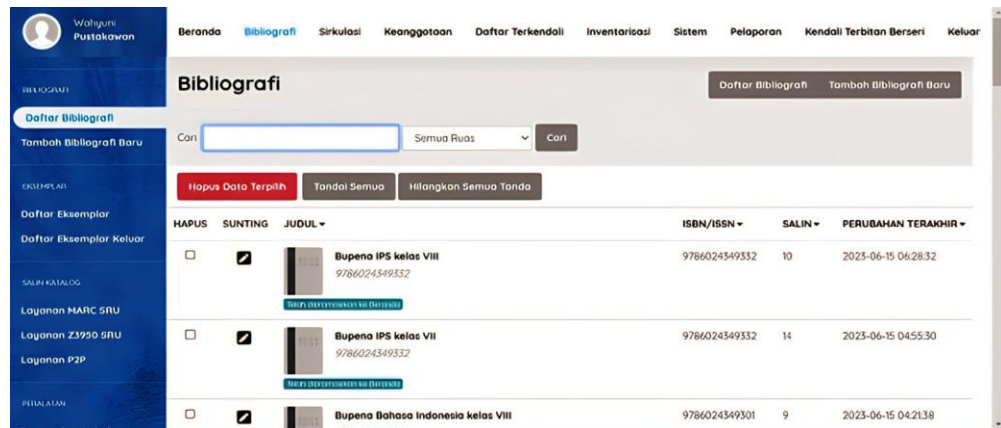 Wahyuni
Pustakawan
Beranda Bibliografi Sirkulasi Keanggotaan Daftar Terkendali Inventarisasi Sistem Pelaporan Kendali Terbitan Berseri Keluar
BIBLIOGRAFI
Daftar Bibliografi
Tambah Bibliografi Baru
EKSEMPLAR
Daftar Eksemplar
Daftar Eksemplar Keluar
SALIN KATALOG
Layanan MARC SRU
Layanan Z3950 SRU
Layanan P2P
PERALATAN
Bibliografi
Daftar Bibliografi Tambah Bibliografi Baru
Cari Semua Ruas Cari
Hapus Data Terpilih Tandai Semua Hilangkan Semua Tanda
HAPUS SUNTING JUDUL ISBN/ISSN SALIN PERUBAHAN TERAKHIR
Bupena IPS kelas VIII 9786024349332 10 2023-06-15 06:28:32
9786024349332
Bupena IPS kelas VII 9786024349332 14 2023-06-15 04:55:30
9786024349332
Bupena Bahasa Indonesia kelas VIII 9786024349301 9 2023-06-15 04:21:38